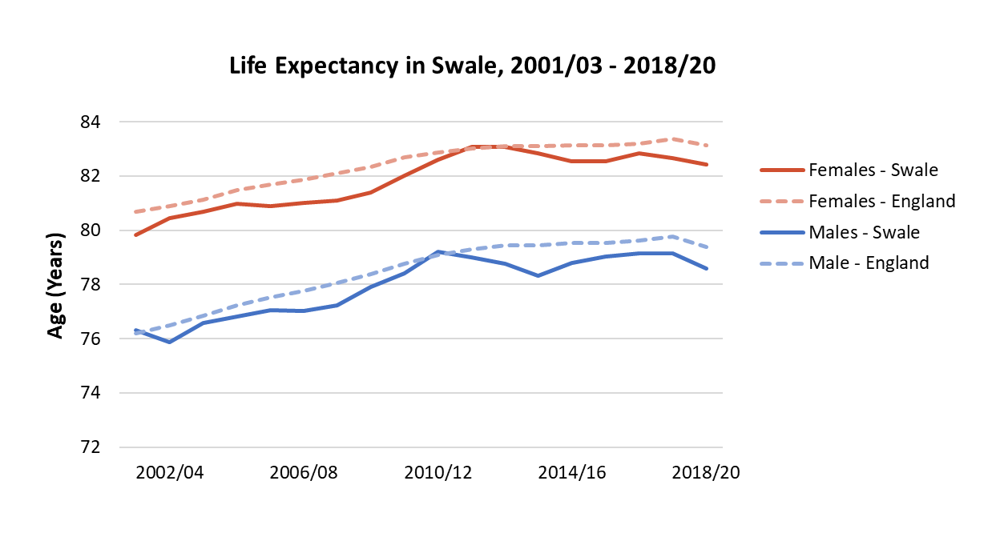 Life Expectancy in Swale, 2001/03 - 2018/20
Age (Years)
84
82
80
78
76
74
72
2002/04
2006/08
2010/12
2014/16
2018/20
Females - Swale
Females - England
Males - Swale
Male - England